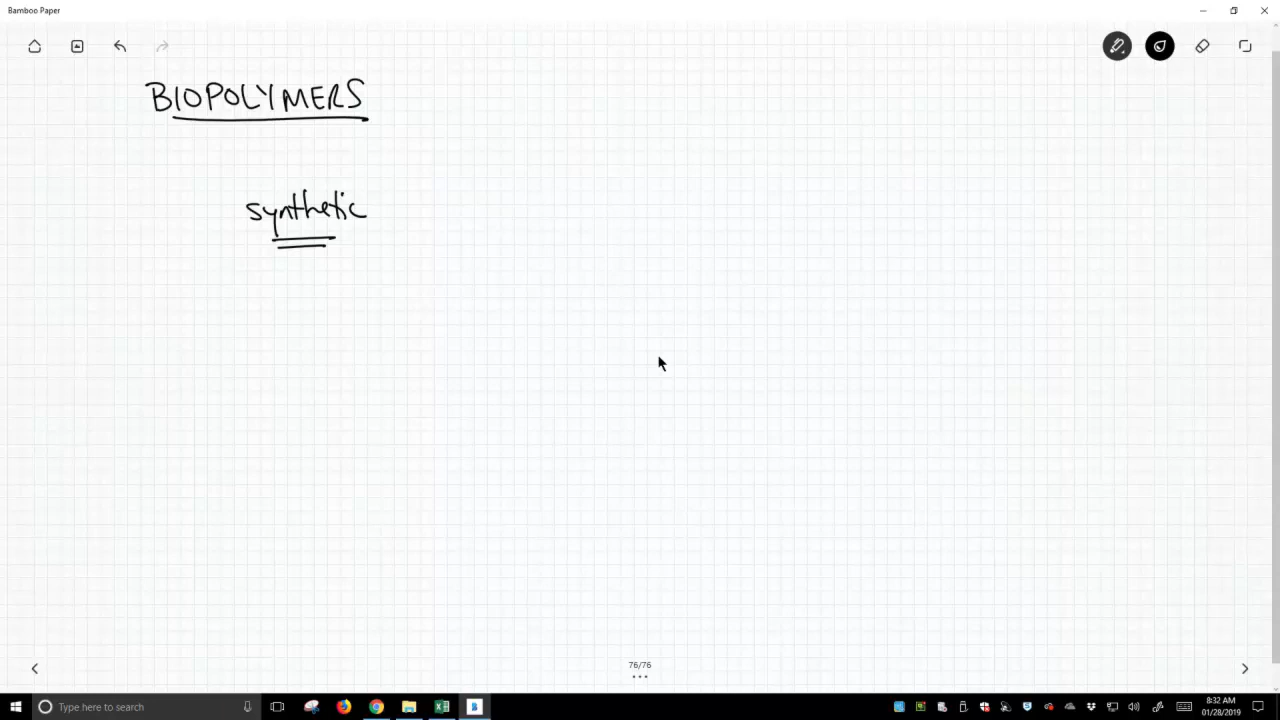 Bamboo Paper
BIOPOLYMERS
synthetic
76/76
Type here to search
8:32 AM
01/28/2019